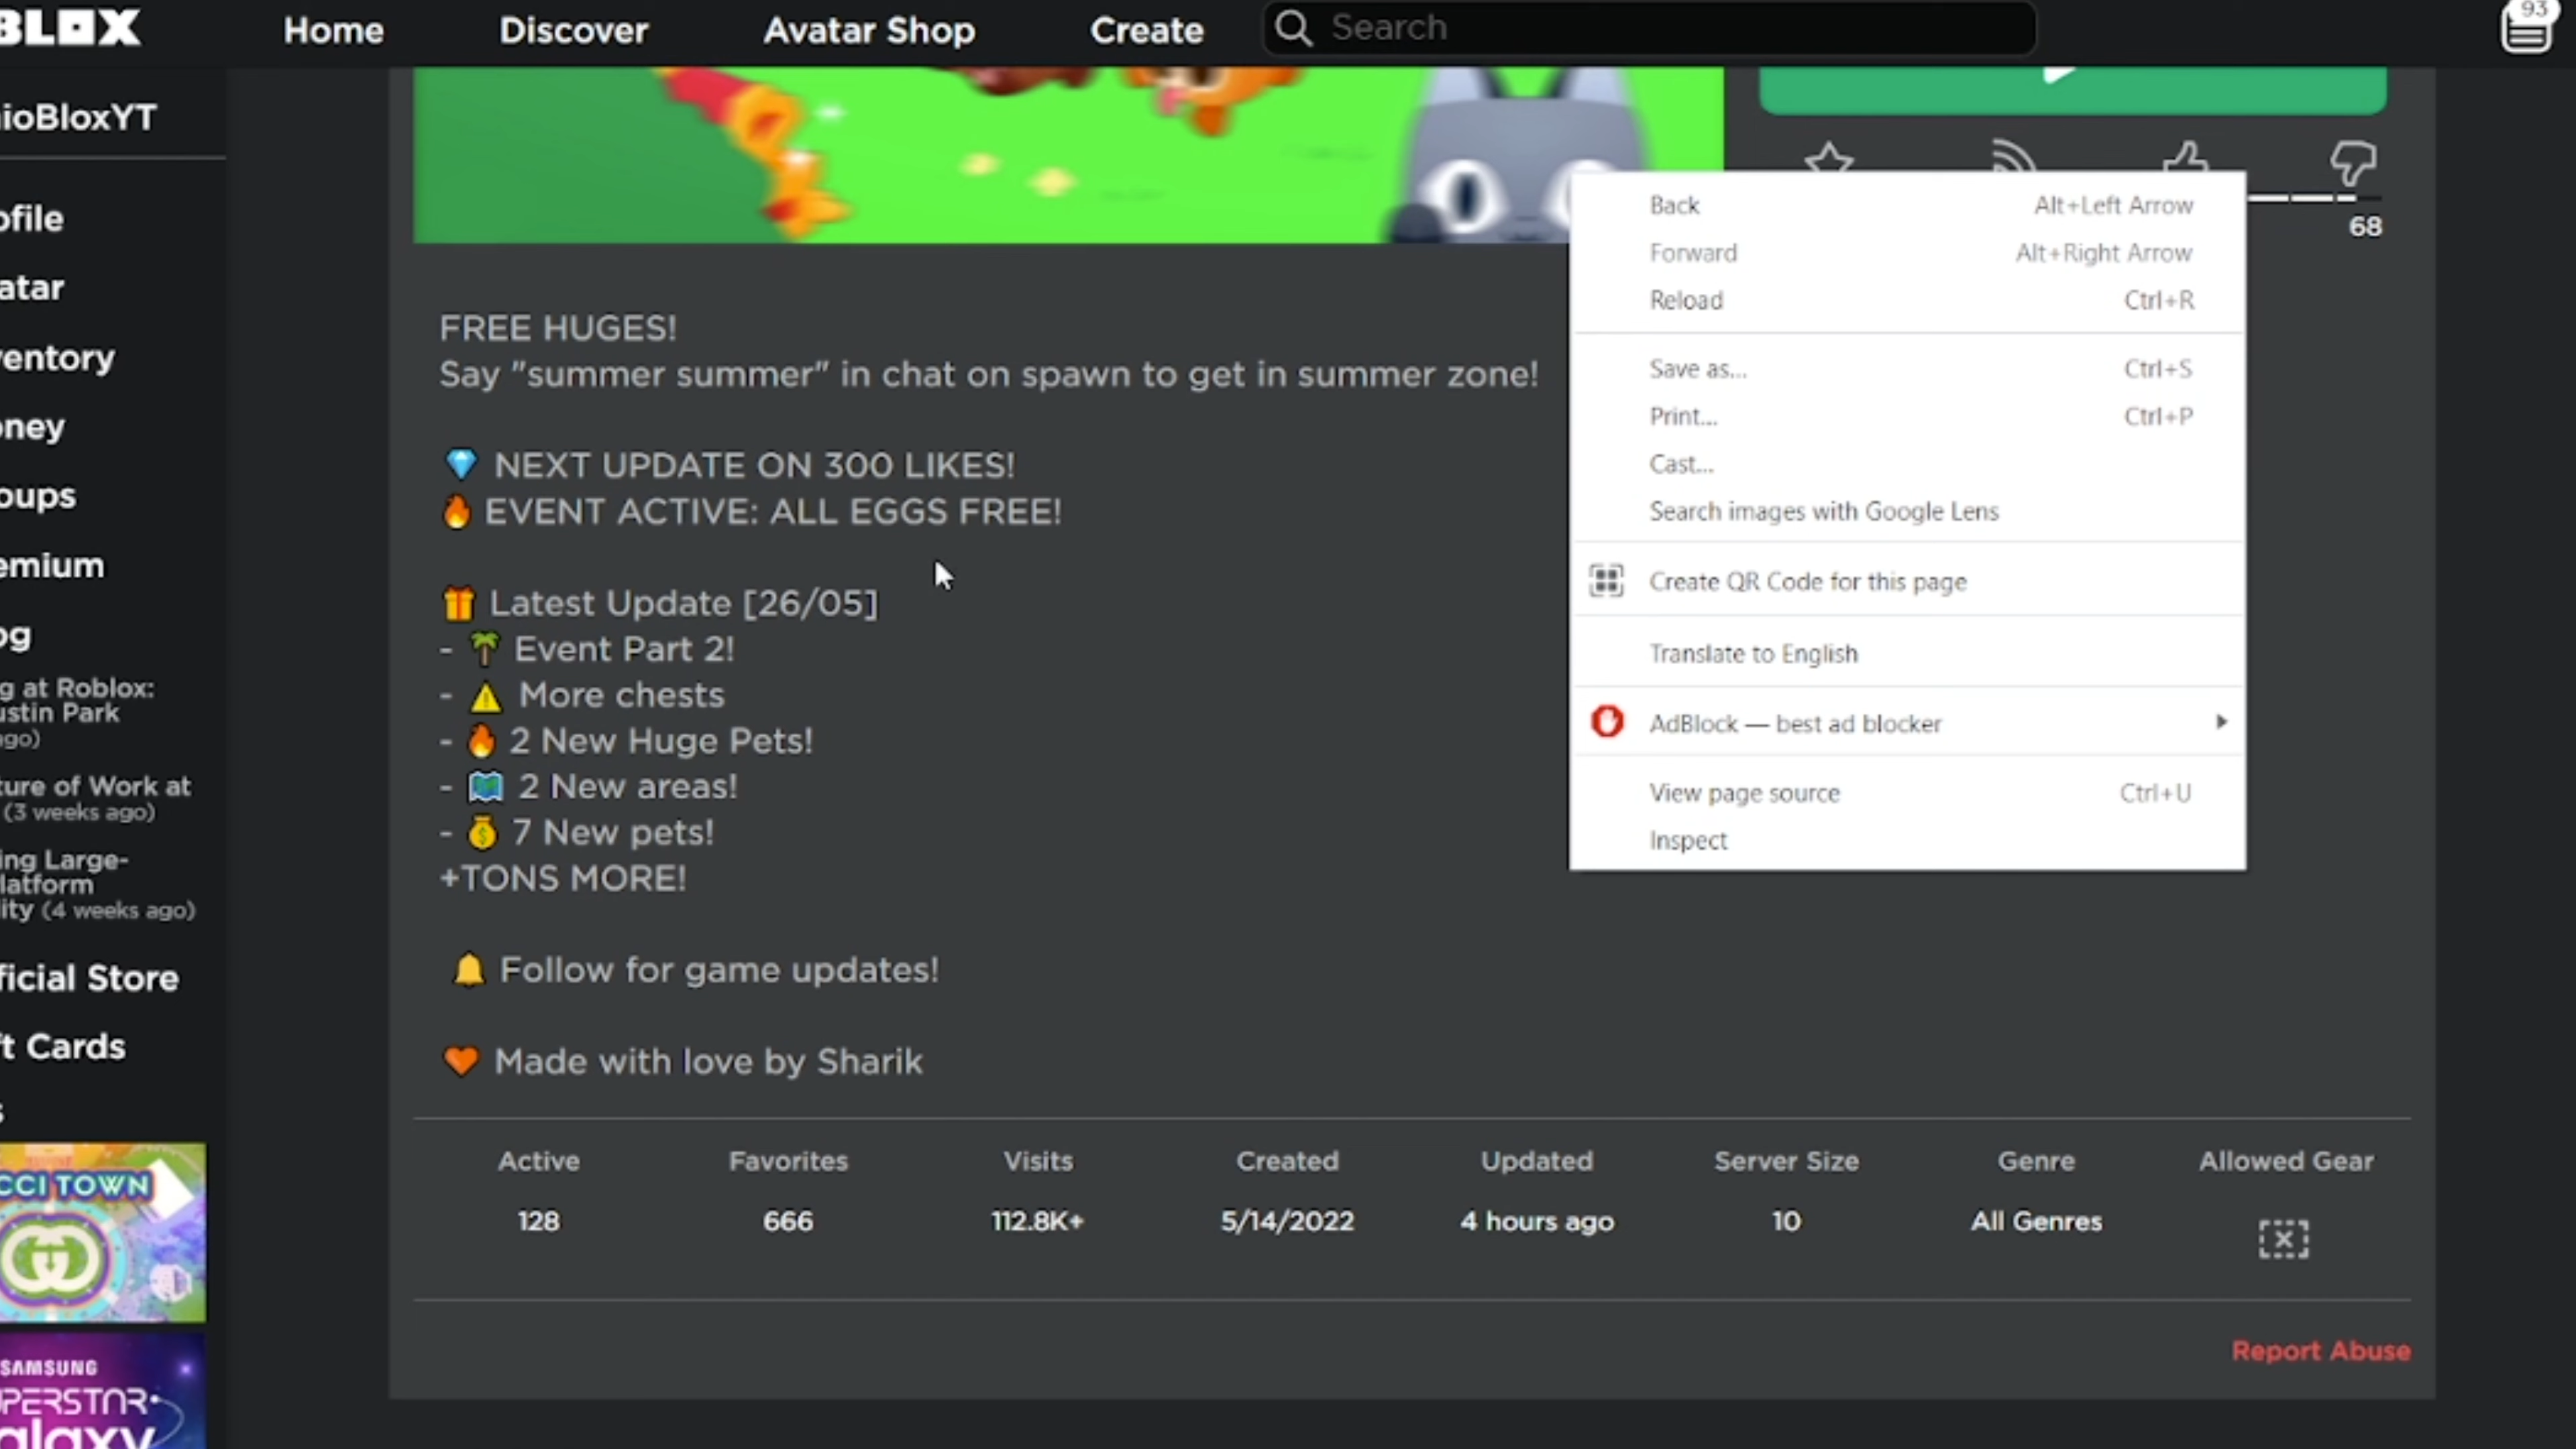 BLOX
Home
Discover
Avatar Shop
Create
Search
93
ioBloxYT
ofile
atar
ventory
oney
oups
emium
og
g at Roblox:
ustin Park
ago)
ture of Work at
(3 weeks ago)
ing Large-
latform
lity (4 weeks ago)
ficial Store
ft Cards
s
CCI TOWN
SAMSUNG
PERSTAR
alaxy
68
FREE HUGES!
Say "summer summer" in chat on spawn to get in summer zone!
💎 NEXT UPDATE ON 300 LIKES!
🔥 EVENT ACTIVE: ALL EGGS FREE!
🎁 Latest Update [26/05]
- 🌴 Event Part 2!
- ⚠️ More chests
- 🔥 2 New Huge Pets!
- 🗺️ 2 New areas!
- 💰 7 New pets!
+TONS MORE!
🔔 Follow for game updates!
🧡 Made with love by Sharik
Back Alt+Left Arrow
Forward Alt+Right Arrow
Reload Ctrl+R
Save as... Ctrl+S
Print... Ctrl+P
Cast...
Search images with Google Lens
Create QR Code for this page
Translate to English
AdBlock — best ad blocker
View page source Ctrl+U
Inspect
Active Favorites Visits Created Updated Server Size Genre Allowed Gear
128 666 112.8K+ 5/14/2022 4 hours ago 10 All Genres
Report Abuse